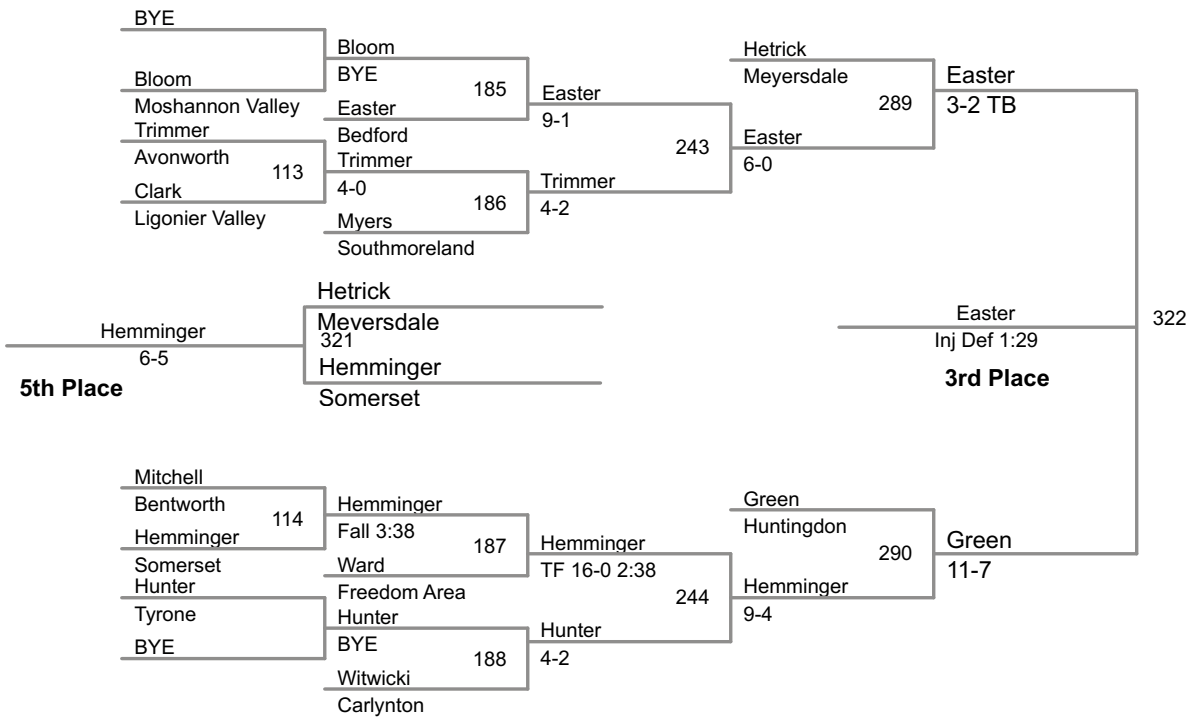 BYE
Bloom
Moshannon Valley
Trimmer
Avonworth
113
Clark
Ligonier Valley
Bloom
BYE
185
Easter
Bedford
Trimmer
4-0
186
Myers
Southmoreland
Easter
9-1
243
Trimmer
4-2
Hetrick
Meyersdale
289
Easter
6-0
Easter
3-2 TB
Hetrick
Meversdale
321
Hemminger
Somerset
Hemminger
6-5
5th Place
Easter
322
Inj Def 1:29
3rd Place
Mitchell
Bentworth
114
Hemminger
Somerset
Hunter
Tyrone
BYE
Hemminger
Fall 3:38
187
Ward
Freedom Area
Hunter
BYE
188
Witwicki
Carlynton
Hemminger
TF 16-0 2:38
244
Hunter
4-2
Green
Huntingdon
290
Hemminger
9-4
Green
11-7